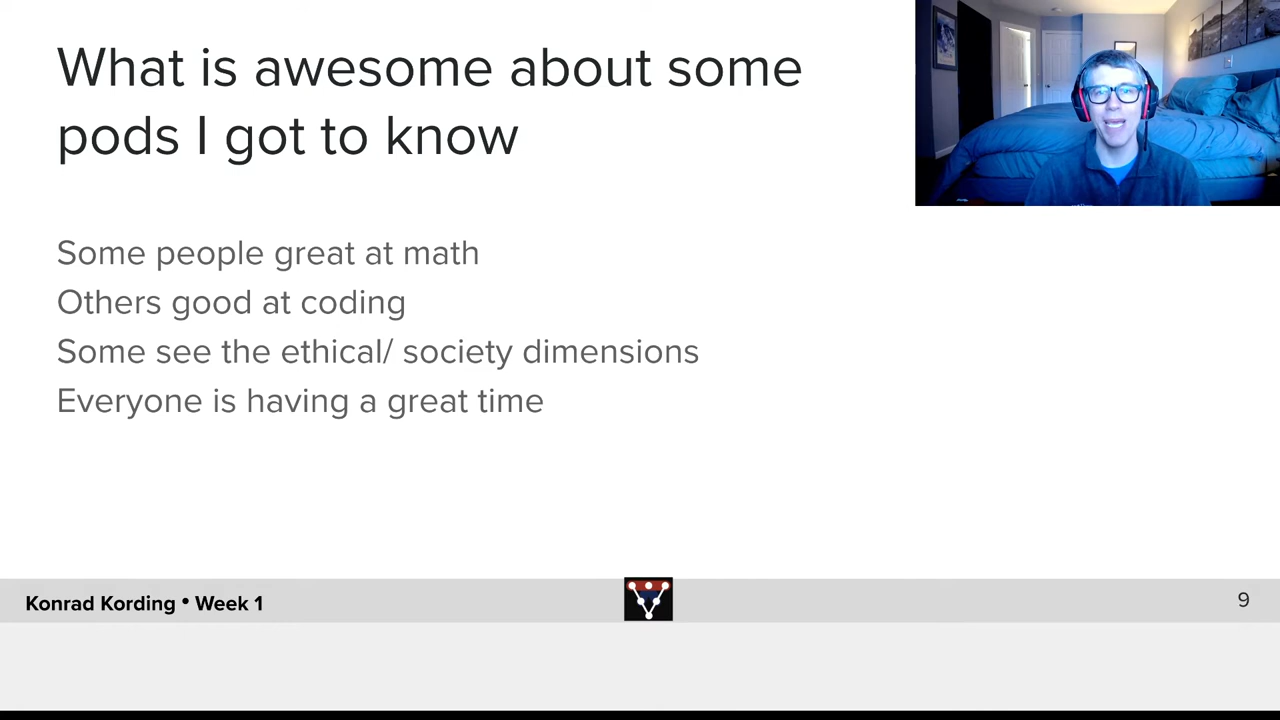 What is awesome about some
pods I got to know
Some people great at math
Others good at coding
Some see the ethical/ society dimensions
Everyone is having a great time
Konrad Kording • Week 1
9